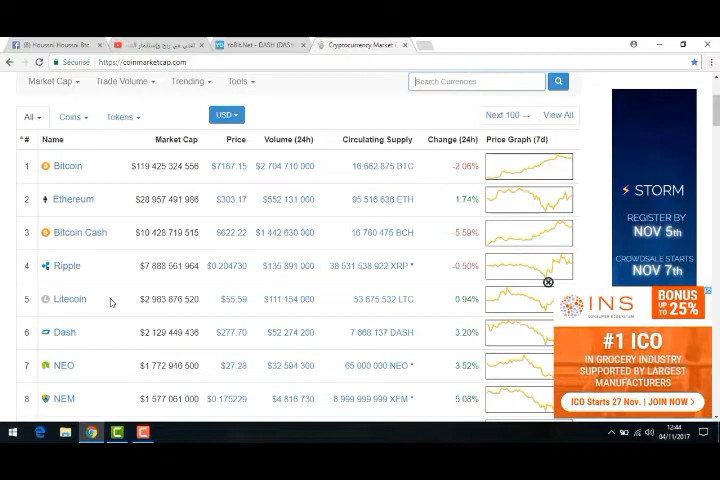 (8) Houssni Houssni Btc
YoBit.Net - DASH (DASH
Cryptocurrency Market C
Sécurisé https://coinmarketcap.com
Market Cap Trade Volume Trending Tools Search Currencies
All Coins Tokens USD Next 100 → View All
# Name Market Cap Price Volume (24h) Circulating Supply Change (24h) Price Graph (7d)
1 Bitcoin $119 425 324 556 $7167.15 $2 704 710 000 16 662 875 BTC -2.06%
2 Ethereum $28 957 491 986 $303.17 $552 131 000 95 516 636 ETH 1.74%
3 Bitcoin Cash $10 428 719 515 $622.22 $1 442 630 000 16 760 475 BCH -5.59%
4 Ripple $7 888 561 964 $0.204730 $135 891 000 38 531 538 922 XRP * -0.50%
5 Litecoin $2 983 876 520 $55.59 $111 154 000 53 675 532 LTC 0.94%
6 Dash $2 129 449 436 $277.70 $52 274 200 7 668 137 DASH 3.20%
7 NEO $1 772 946 500 $27.28 $32 594 300 65 000 000 NEO * 3.52%
8 NEM $1 577 061 000 $0.175229 $4 816 730 8 999 999 999 XEM * 5.08%
STORM
REGISTER BY
NOV 5th
CROWDSALE ENDS
NOV 7th
INS
BONUS
UP TO 25%
#1 ICO
IN GROCERY INDUSTRY
SUPPORTED BY LARGEST
MANUFACTURERS
ICO Starts 27 Nov. | JOIN NOW >
12:44
04/11/2017